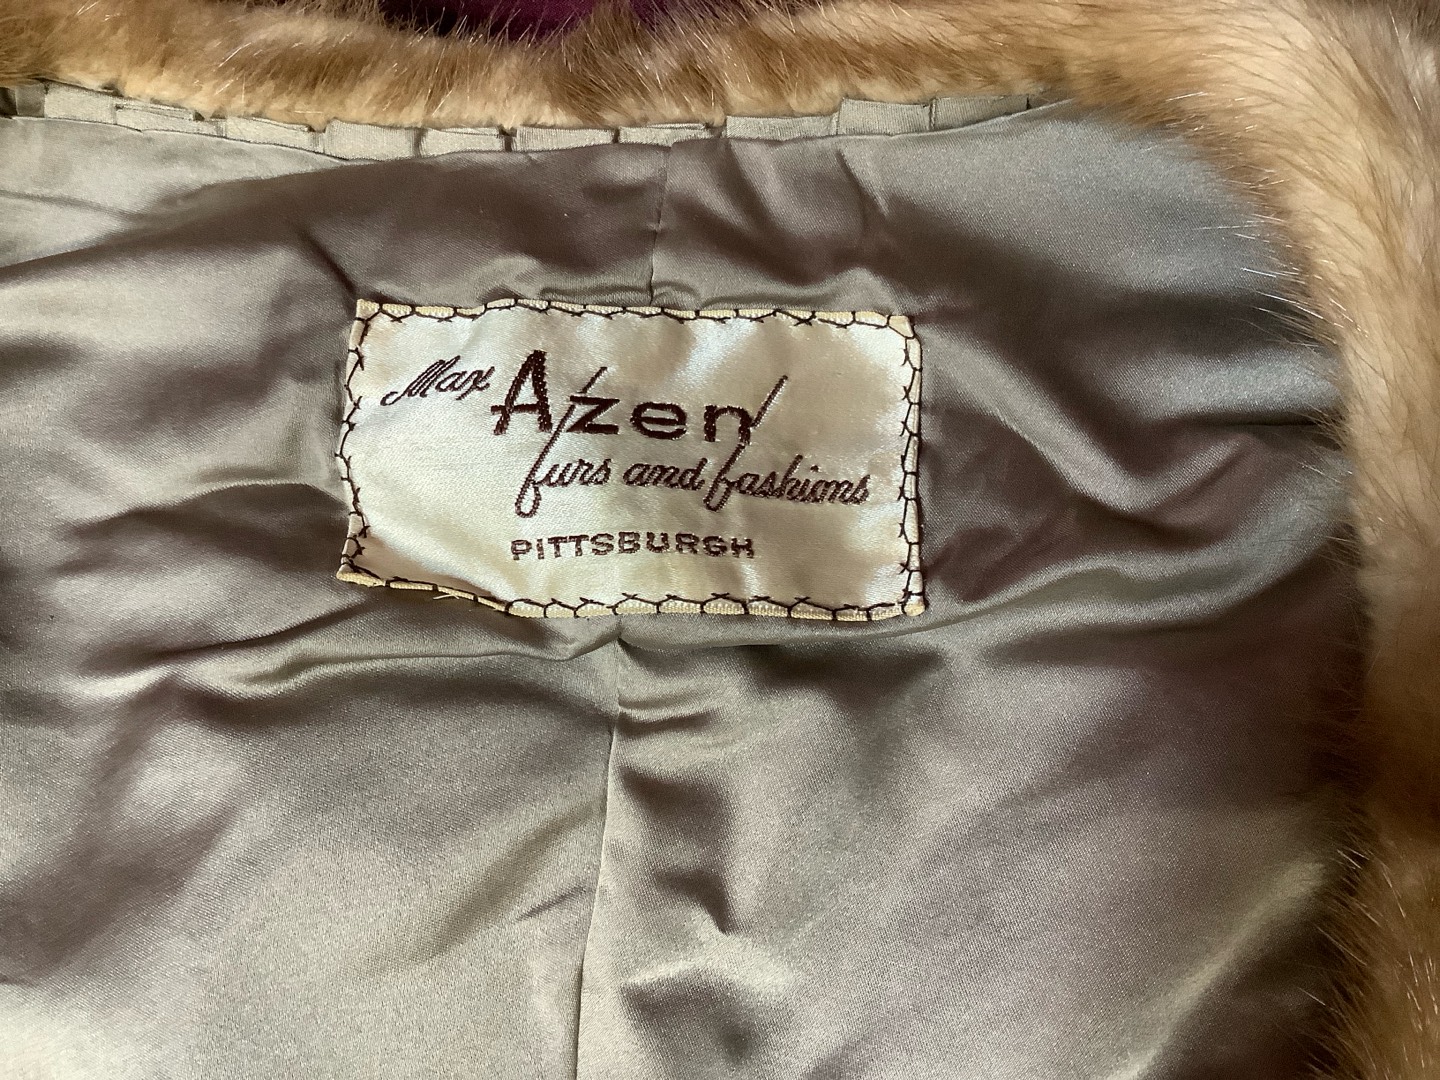 Max Azen
furs and fashions
PITTSBURGH